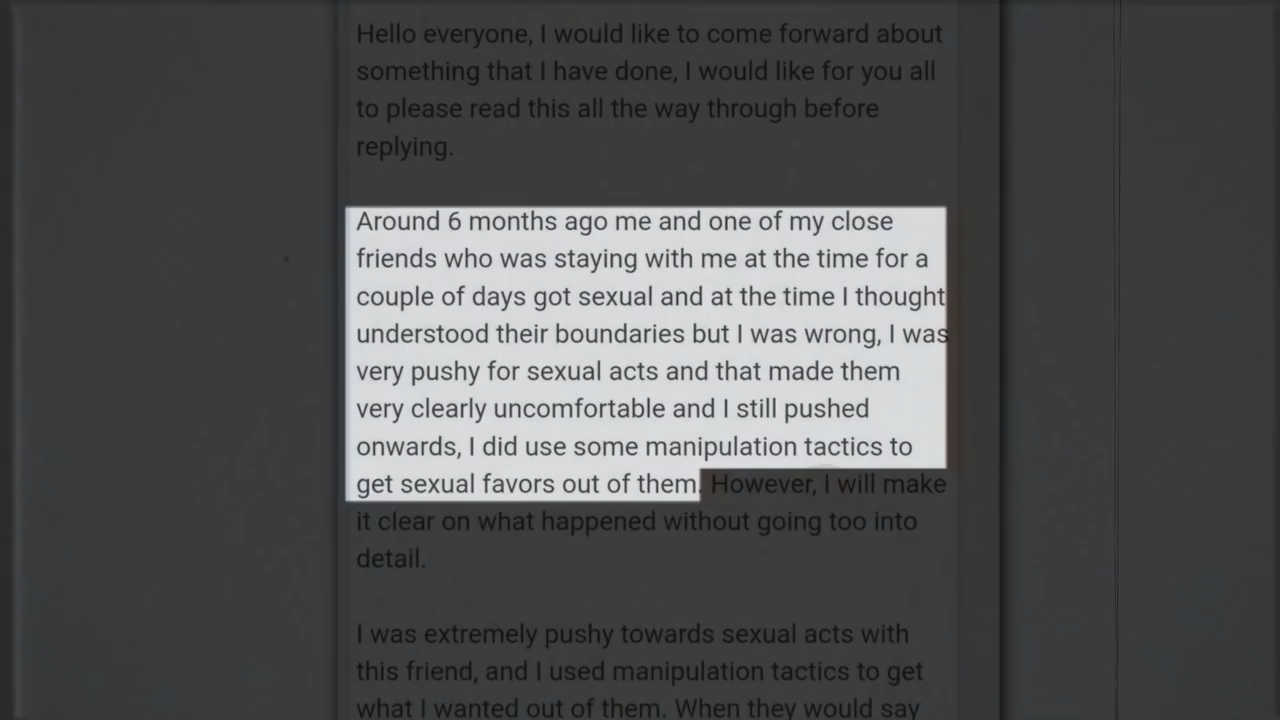 Hello everyone, I would like to come forward about
something that I have done, I would like for you all
to please read this all the way through before
replying.
Around 6 months ago me and one of my close
friends who was staying with me at the time for a
couple of days got sexual and at the time I thought
understood their boundaries but I was wrong, I was
very pushy for sexual acts and that made them
very clearly uncomfortable and I still pushed
onwards, I did use some manipulation tactics to
get sexual favors out of them. However, I will make
it clear on what happened without going too into
detail.
I was extremely pushy towards sexual acts with
this friend, and I used manipulation tactics to get
what I wanted out of them. When they would say